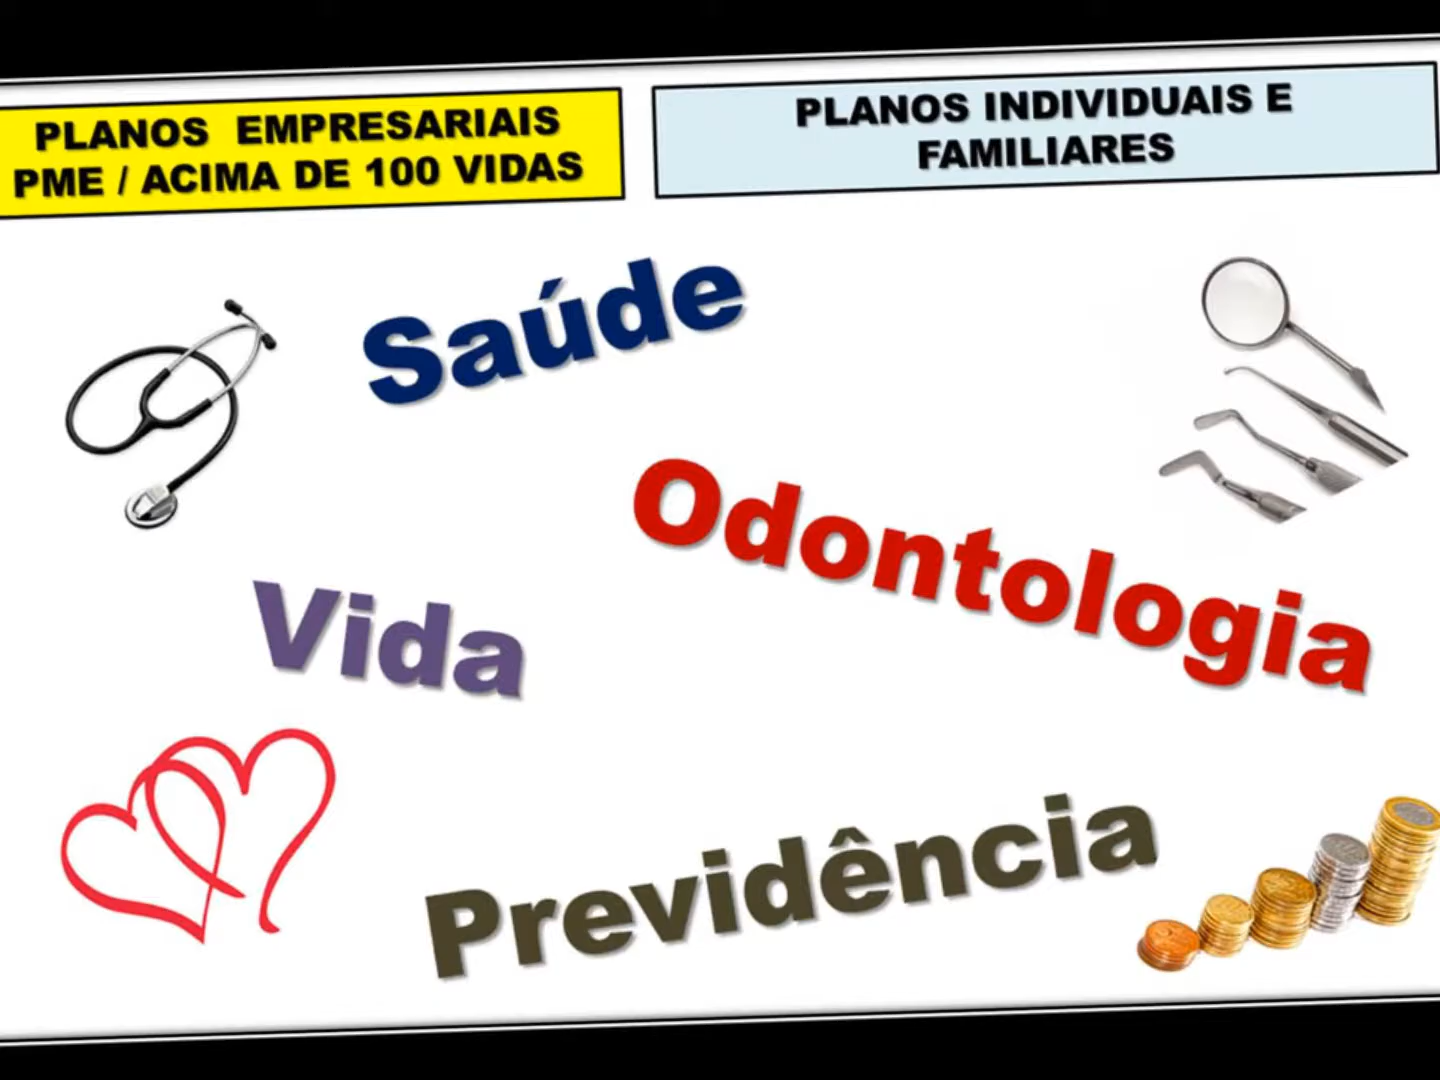 PLANOS EMPRESARIAIS
PME / ACIMA DE 100 VIDAS
PLANOS INDIVIDUAIS E
FAMILIARES
Saúde
Odontologia
Vida
Previdência